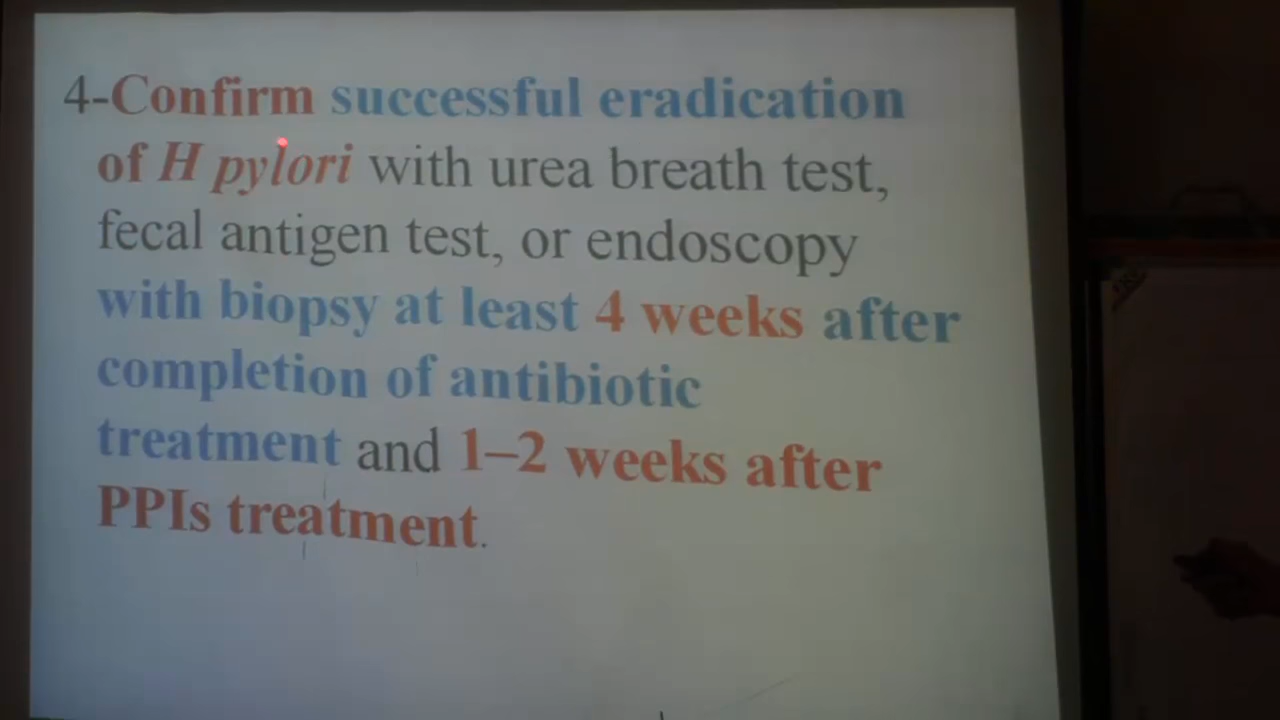 4-Confirm successful eradication
of H pylori with urea breath test,
fecal antigen test, or endoscopy
with biopsy at least 4 weeks after
completion of antibiotic
treatment and 1–2 weeks after
PPIs treatment.